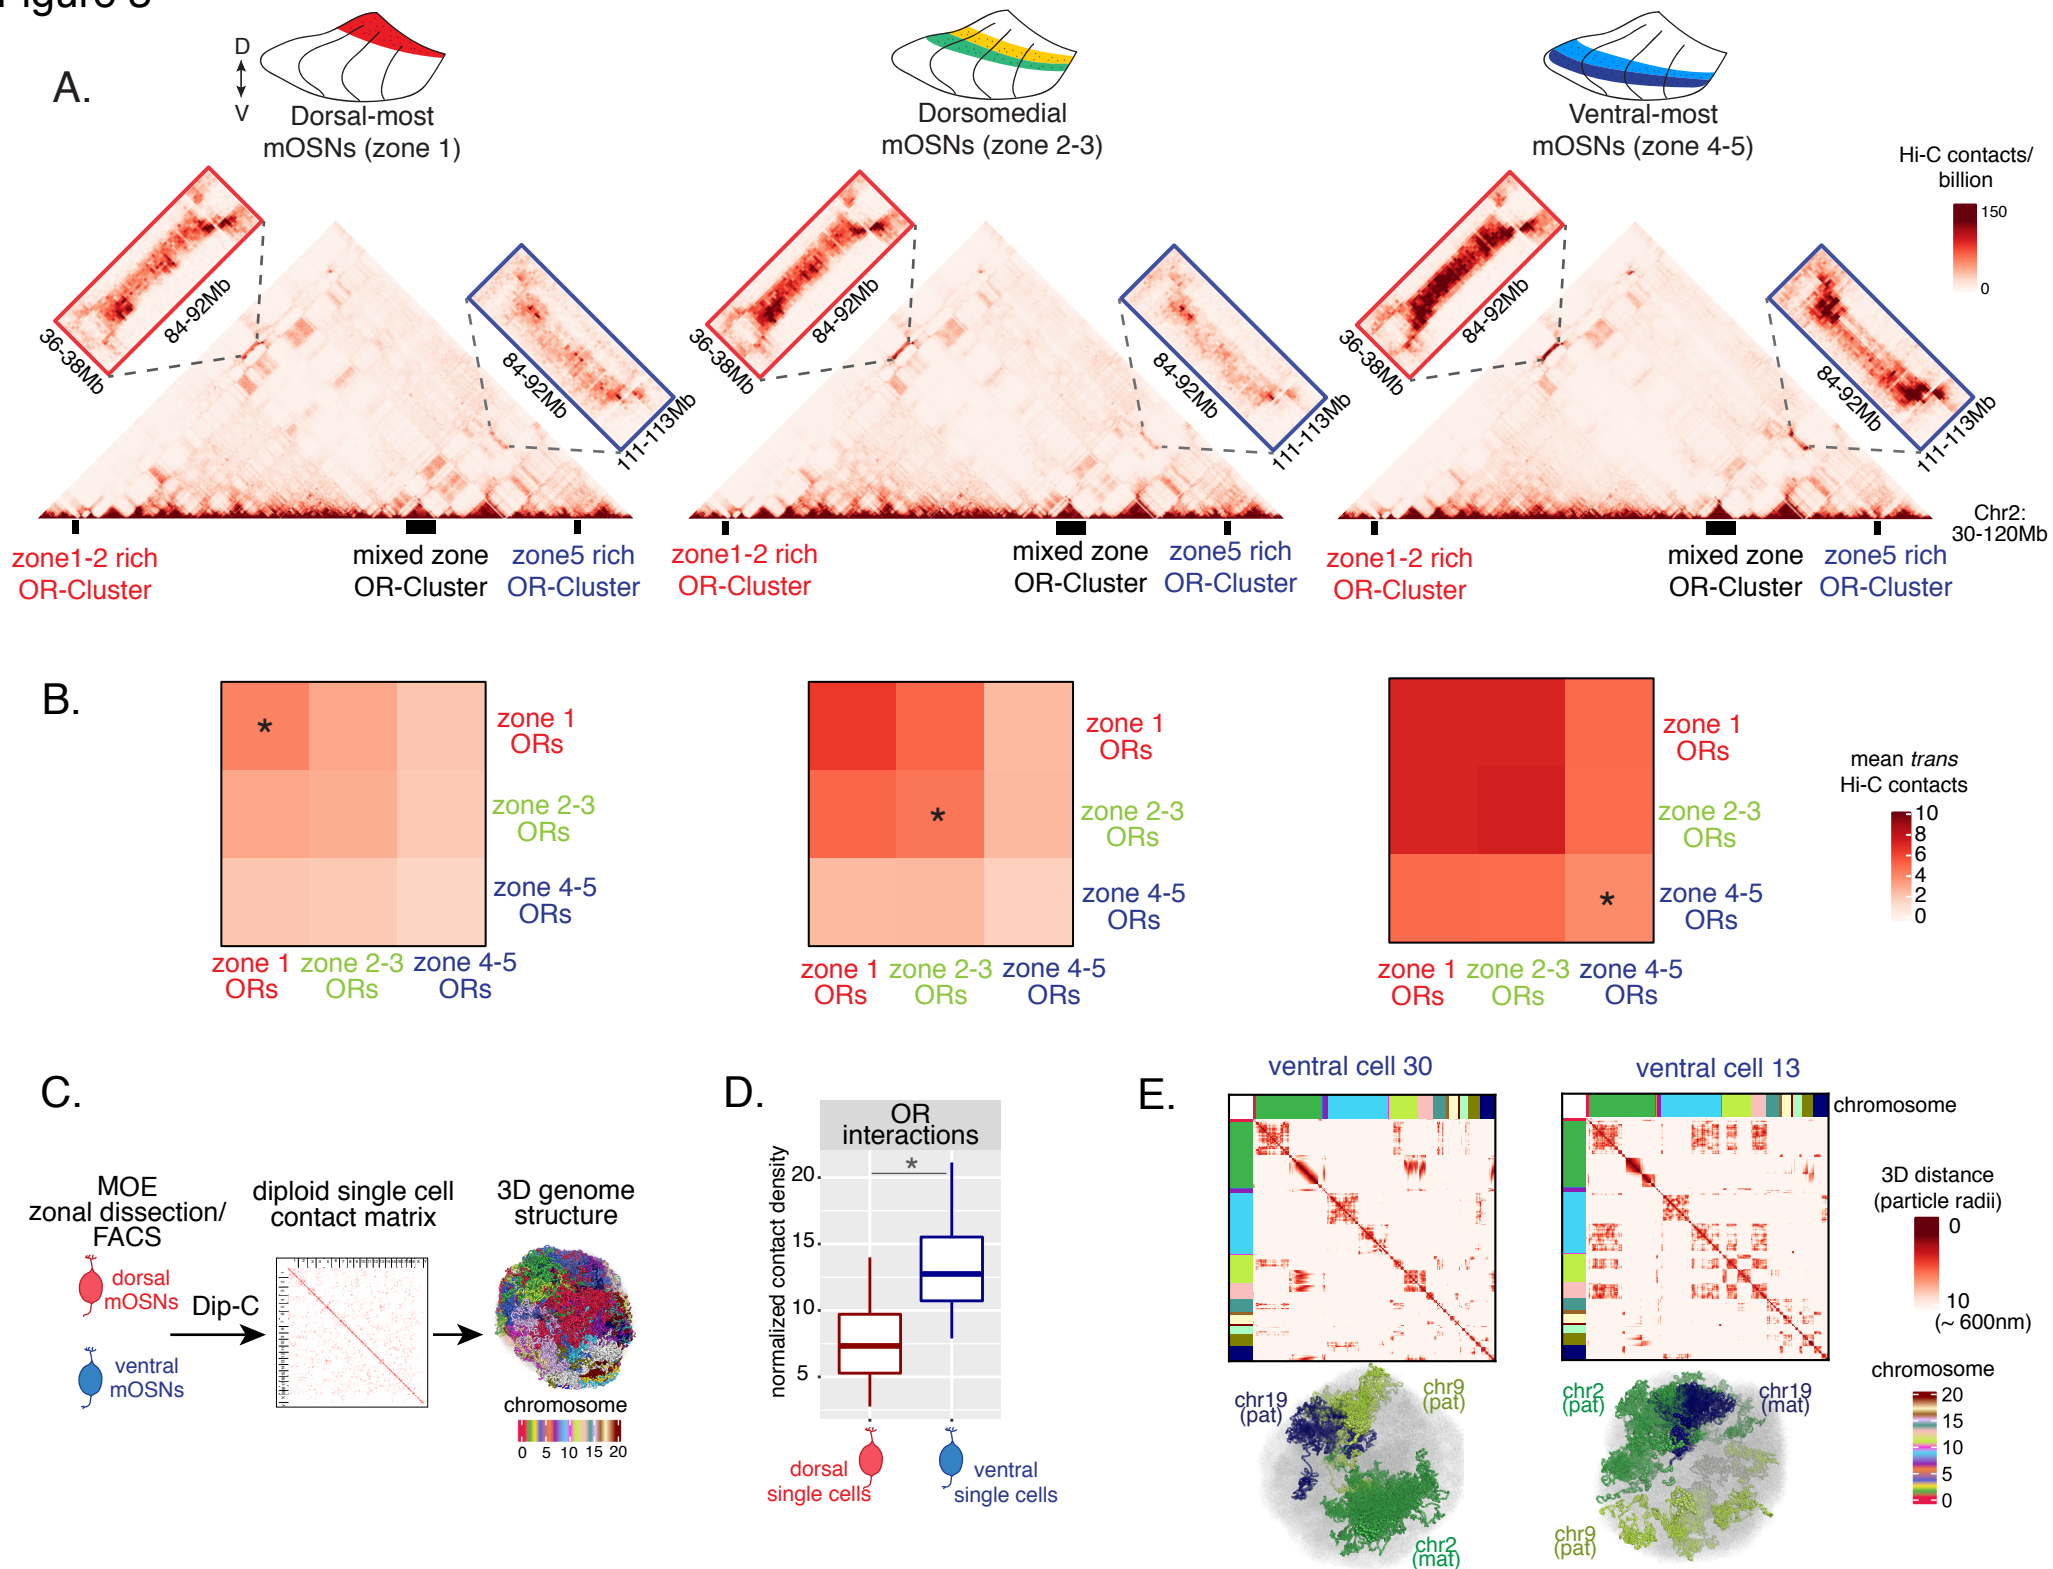 A.
D
V
Dorsal-most
mOSNs (zone 1)
Dorsomedial
mOSNs (zone 2-3)
Ventral-most
mOSNs (zone 4-5)
Hi-C contacts/
billion
150
0
36-38Mb
84-92Mb
84-92Mb
111-113Mb
36-38Mb
84-92Mb
84-92Mb
111-113Mb
36-38Mb
84-92Mb
84-92Mb
111-113Mb
Chr2:
30-120Mb
zone1-2 rich
OR-Cluster
mixed zone
OR-Cluster
zone5 rich
OR-Cluster
zone1-2 rich
OR-Cluster
mixed zone
OR-Cluster
zone5 rich
OR-Cluster
zone1-2 rich
OR-Cluster
mixed zone
OR-Cluster
zone5 rich
OR-Cluster
B.
*
zone 1
ORs
zone 2-3
ORs
zone 4-5
ORs
zone 1
ORs
zone 2-3
ORs
zone 4-5
ORs
*
zone 1
ORs
zone 2-3
ORs
zone 4-5
ORs
zone 1
ORs
zone 2-3
ORs
zone 4-5
ORs
*
zone 1
ORs
zone 2-3
ORs
zone 4-5
ORs
zone 1
ORs
zone 2-3
ORs
zone 4-5
ORs
mean trans
Hi-C contacts
10
8
6
4
2
0
C.
MOE
zonal dissection/
FACS
dorsal
mOSNs
ventral
mOSNs
Dip-C
diploid single cell
contact matrix
3D genome
structure
chromosome
0 5 10 15 20
D.
OR
interactions
*
normalized contact density
20
15
10
5
dorsal
single cells
ventral
single cells
E.
ventral cell 30
ventral cell 13
chromosome
3D distance
(particle radii)
0
10
(~ 600nm)
chr19
(pat)
chr9
(pat)
chr2
(mat)
chr2
(pat)
chr19
(mat)
chr9
(pat)
chromosome
20
15
10
5
0